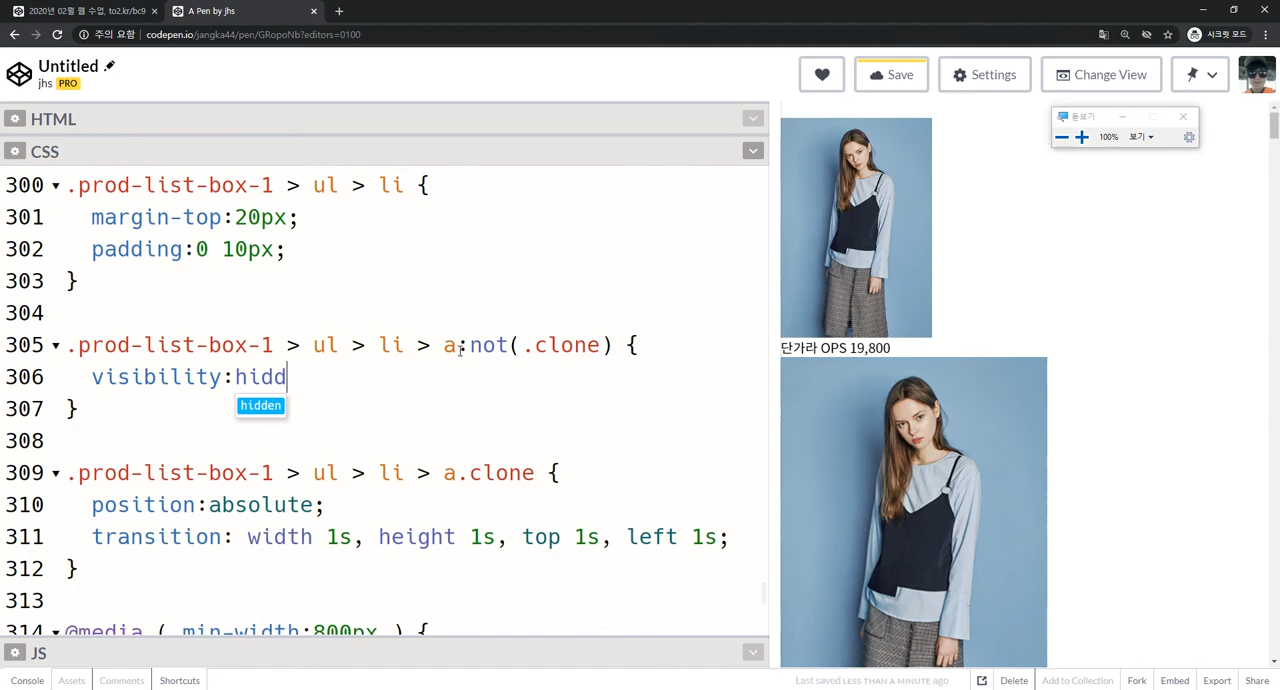 2020년 02월 웹 수업, to2.kr/bc9
A Pen by jhs
주의 요함
codepen.io/jangka44/pen/GRopoNb?editors=0100
시크릿 모드
Untitled
jhs PRO
Save
Settings
Change View
HTML
CSS
300 .prod-list-box-1 > ul > li {
301 margin-top:20px;
302 padding:0 10px;
303 }
304
305 .prod-list-box-1 > ul > li > a:not(.clone) {
306 visibility:hidd
hidden
307 }
308
309 .prod-list-box-1 > ul > li > a.clone {
310 position:absolute;
311 transition: width 1s, height 1s, top 1s, left 1s;
312 }
313
314 @media ( min-width:800px ) {
JS
돋보기
100%
보기
단가라 OPS 19,800
Console
Assets
Comments
Shortcuts
Last saved LESS THAN A MINUTE ago
Delete
Add to Collection
Fork
Embed
Export
Share